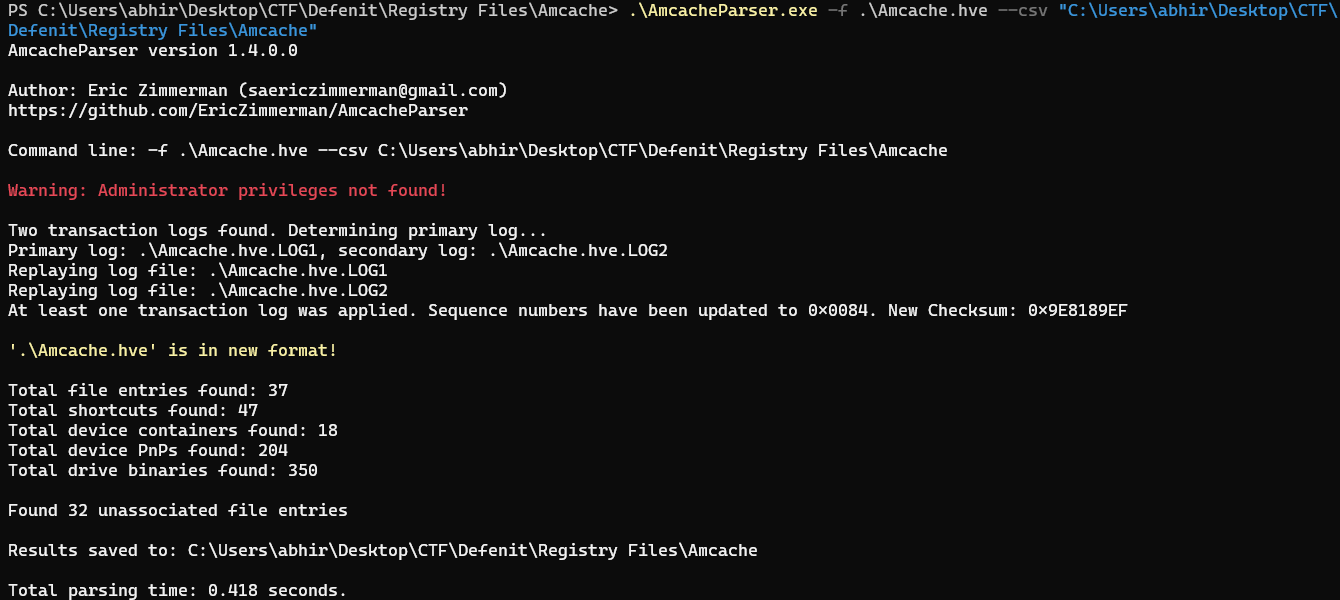 PS C:\Users\abhir\Desktop\CTF\Defenit\Registry Files\Amcache> .\AmcacheParser.exe -f .\Amcache.hve --csv "C:\Users\abhir\Desktop\CTF\
Defenit\Registry Files\Amcache"
AmcacheParser version 1.4.0.0
Author: Eric Zimmerman (saericzimmerman@gmail.com)
https://github.com/EricZimmerman/AmcacheParser
Command line: -f .\Amcache.hve --csv C:\Users\abhir\Desktop\CTF\Defenit\Registry Files\Amcache
Warning: Administrator privileges not found!
Two transaction logs found. Determining primary log...
Primary log: .\Amcache.hve.LOG1, secondary log: .\Amcache.hve.LOG2
Replaying log file: .\Amcache.hve.LOG1
Replaying log file: .\Amcache.hve.LOG2
At least one transaction log was applied. Sequence numbers have been updated to 0x0084. New Checksum: 0x9E8189EF
'.\Amcache.hve' is in new format!
Total file entries found: 37
Total shortcuts found: 47
Total device containers found: 18
Total device PnPs found: 204
Total drive binaries found: 350
Found 32 unassociated file entries
Results saved to: C:\Users\abhir\Desktop\CTF\Defenit\Registry Files\Amcache
Total parsing time: 0.418 seconds.